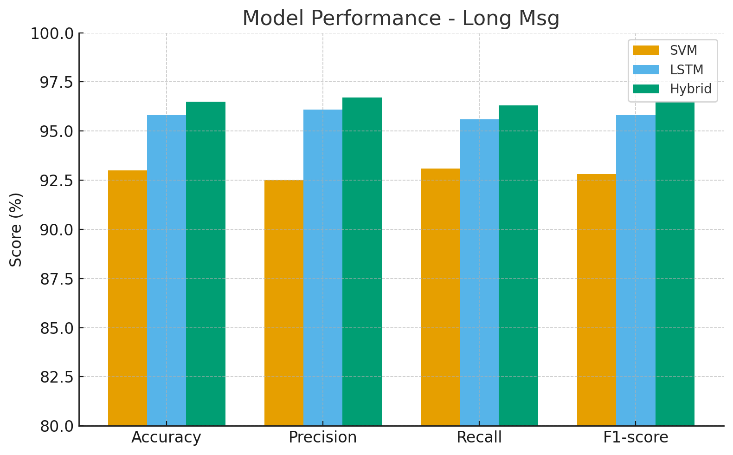 Model Performance - Long Msg
100.0
97.5
95.0
92.5
90.0
87.5
85.0
82.5
80.0
Score (%)
SVM
LSTM
Hybrid
Accuracy Precision Recall F1-score